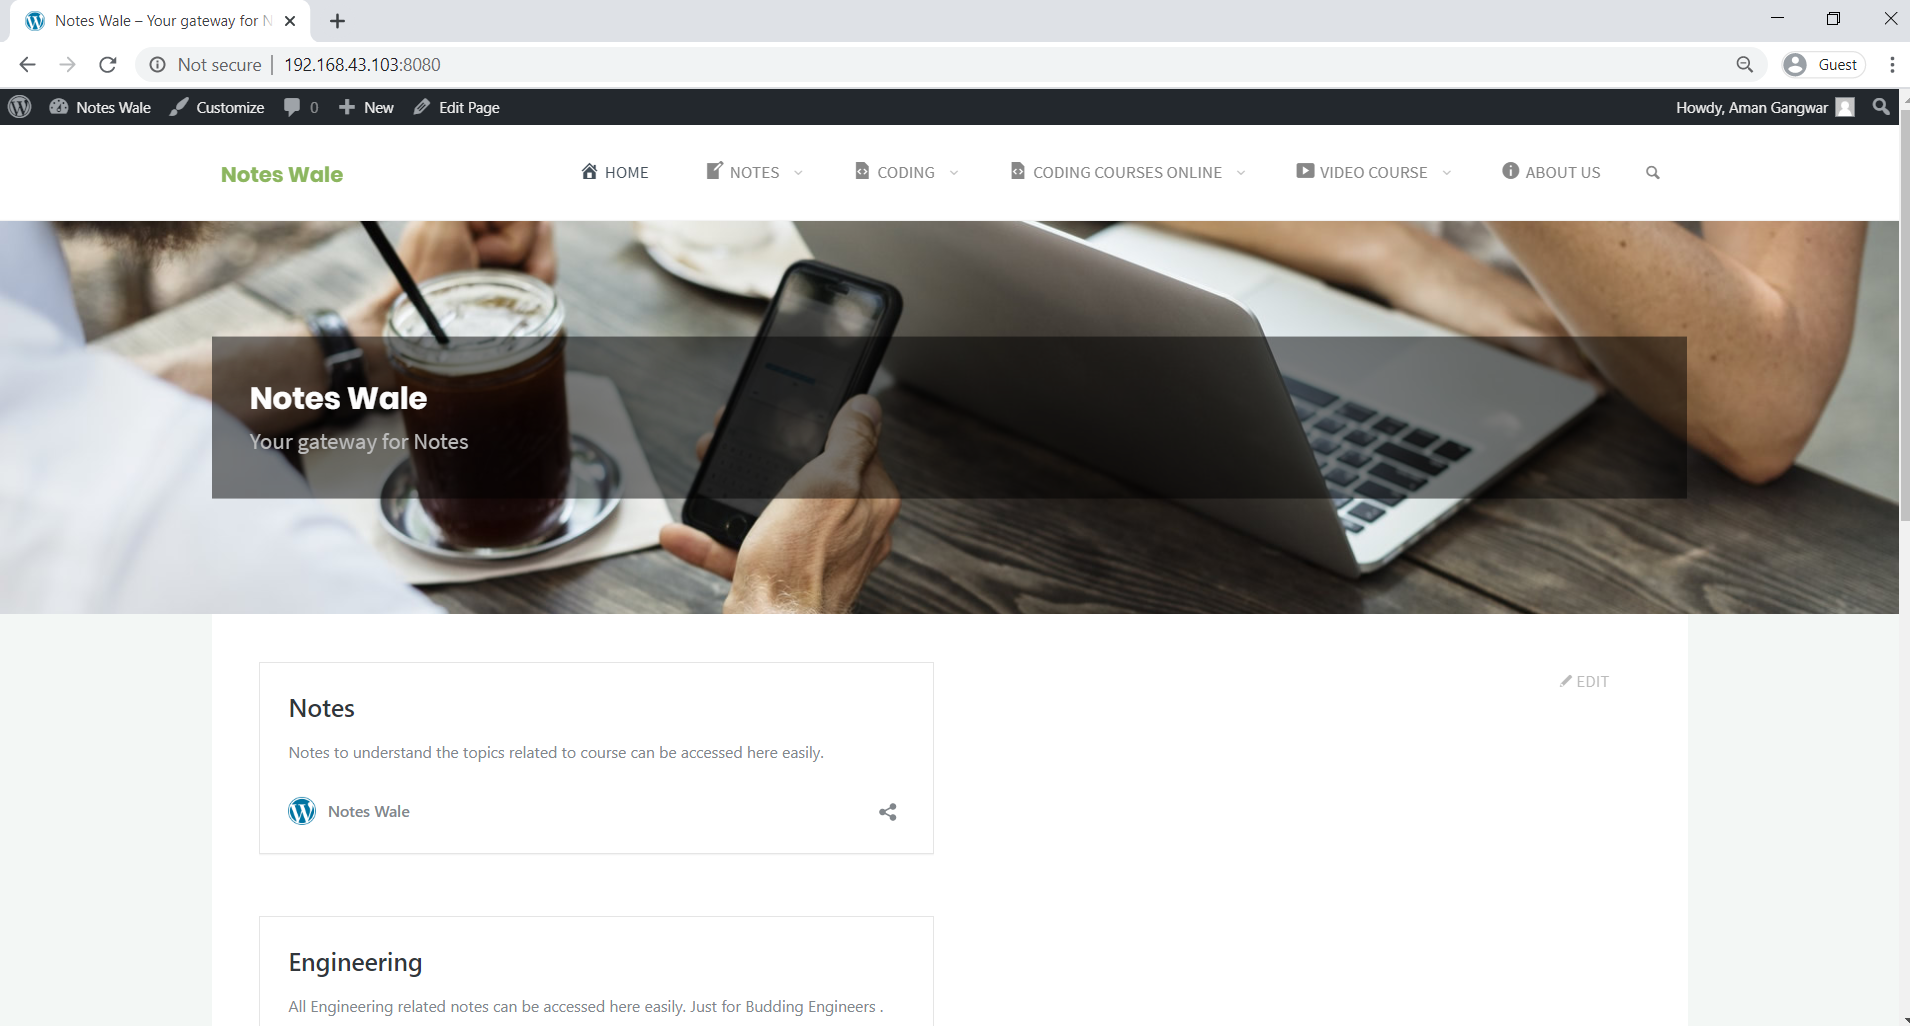 Notes Wale – Your gateway for N
Not secure | 192.168.43.103:8080 Guest
Notes Wale Customize 0 New Edit Page Howdy, Aman Gangwar
Notes Wale HOME NOTES CODING CODING COURSES ONLINE VIDEO COURSE ABOUT US
Notes Wale
Your gateway for Notes
Notes
EDIT
Notes to understand the topics related to course can be accessed here easily.
Notes Wale
Engineering
All Engineering related notes can be accessed here easily. Just for Budding Engineers .